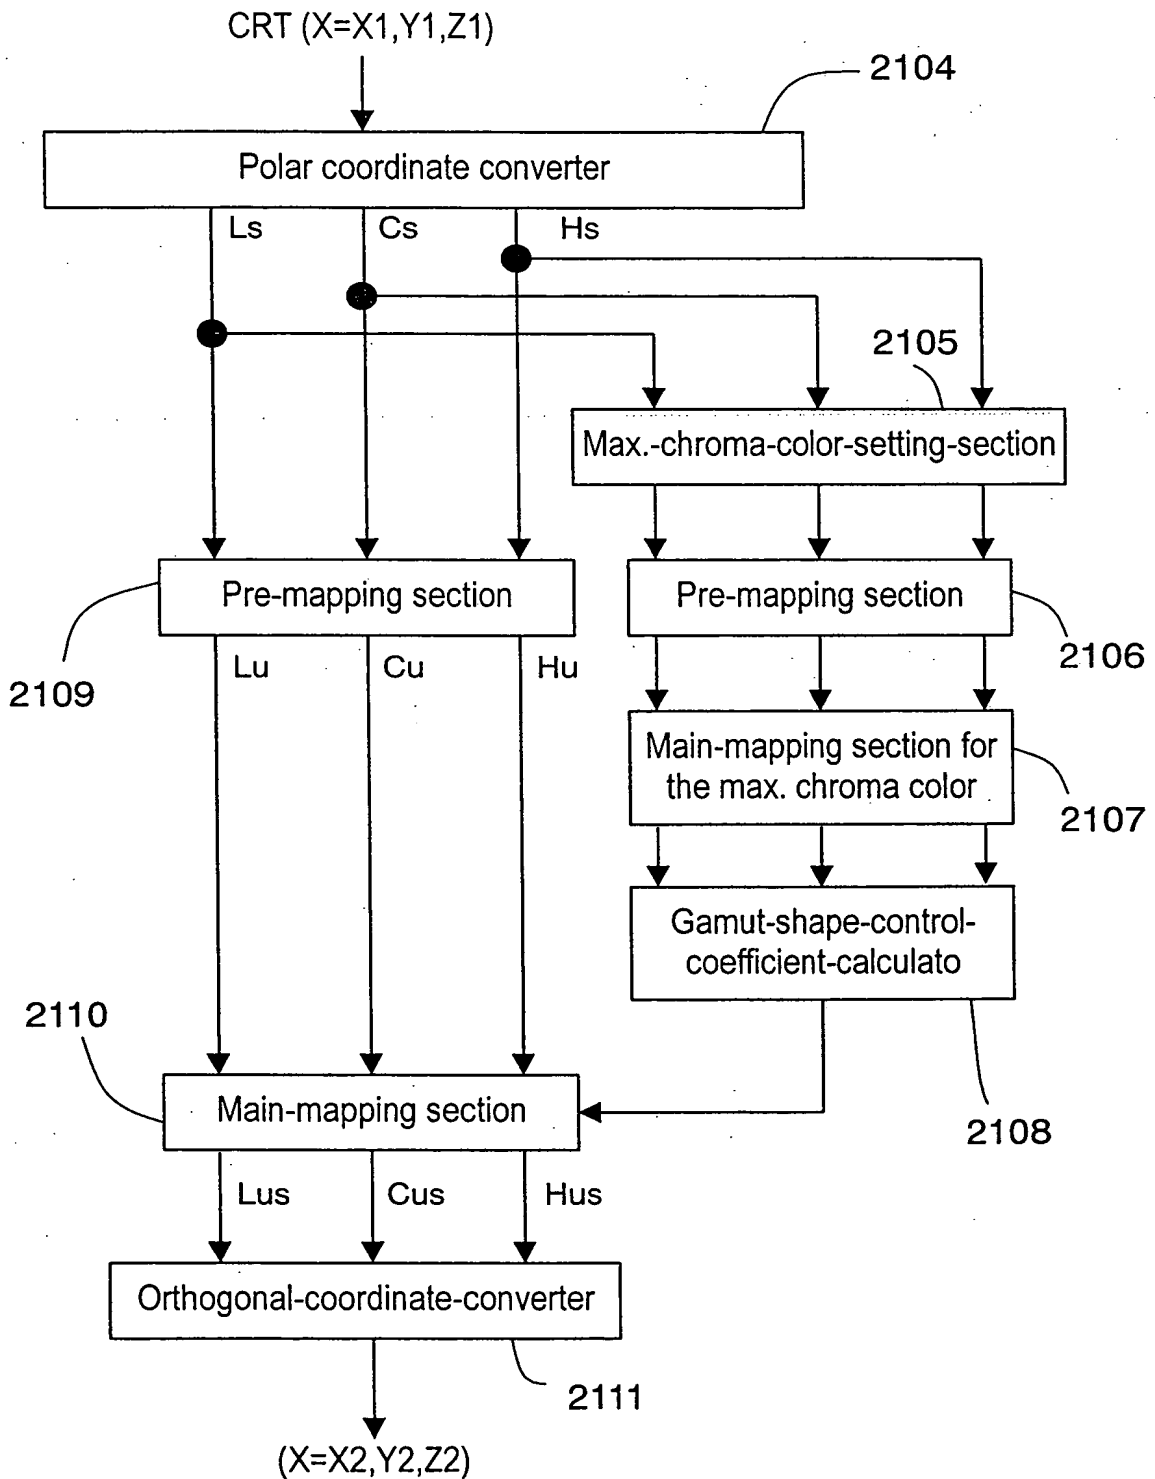 CRT (X=X1,Y1,Z1)
2104
Polar coordinate converter
Ls
Cs
Hs
2105
Max.-chroma-color-setting-section
Pre-mapping section
Pre-mapping section
2109
Lu
Cu
Hu
2106
Main-mapping section for
the max. chroma color
2107
Gamut-shape-control-
coefficient-calculato
2110
Main-mapping section
2108
Lus
Cus
Hus
Orthogonal-coordinate-converter
2111
(X=X2,Y2,Z2)